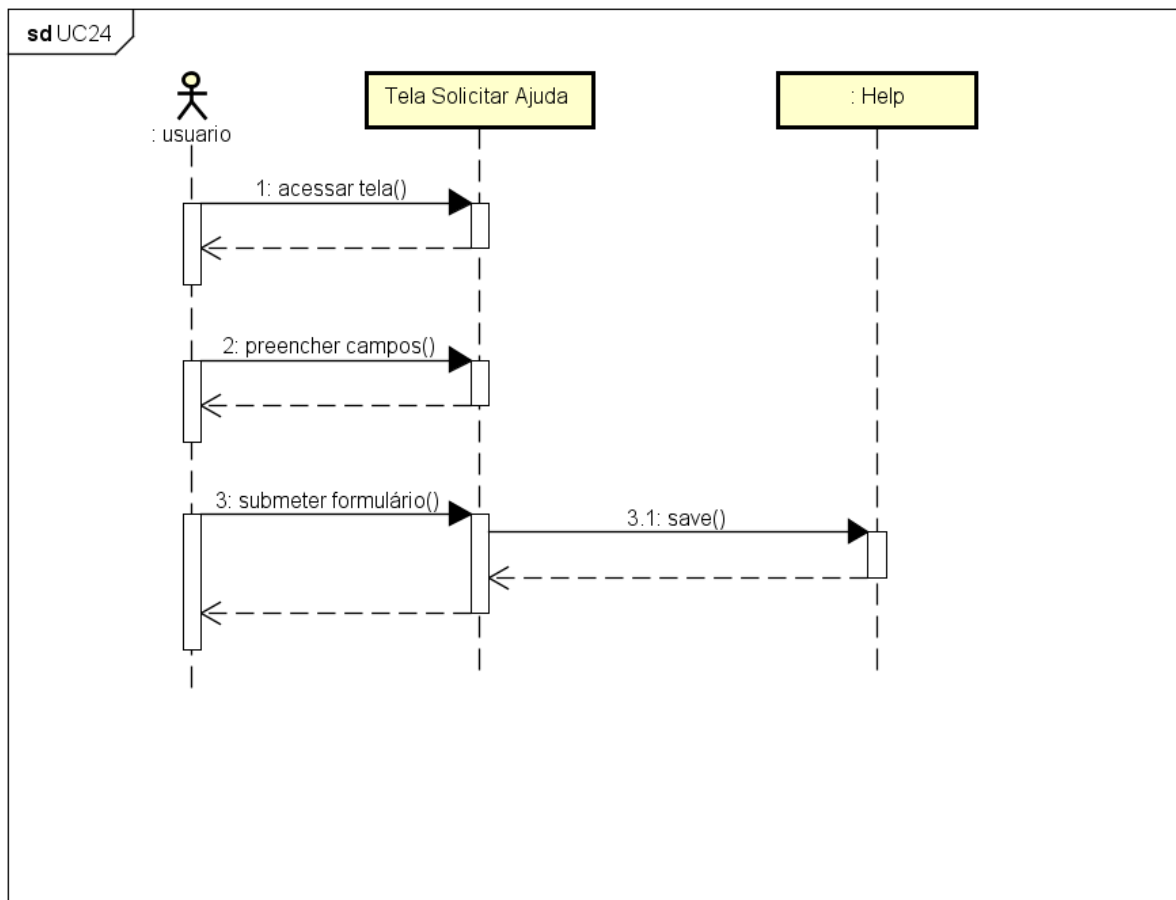 sd UC24
: usuario
Tela Solicitar Ajuda
: Help
1: acessar tela()
2: preencher campos()
3: submeter formulário()
3.1: save()